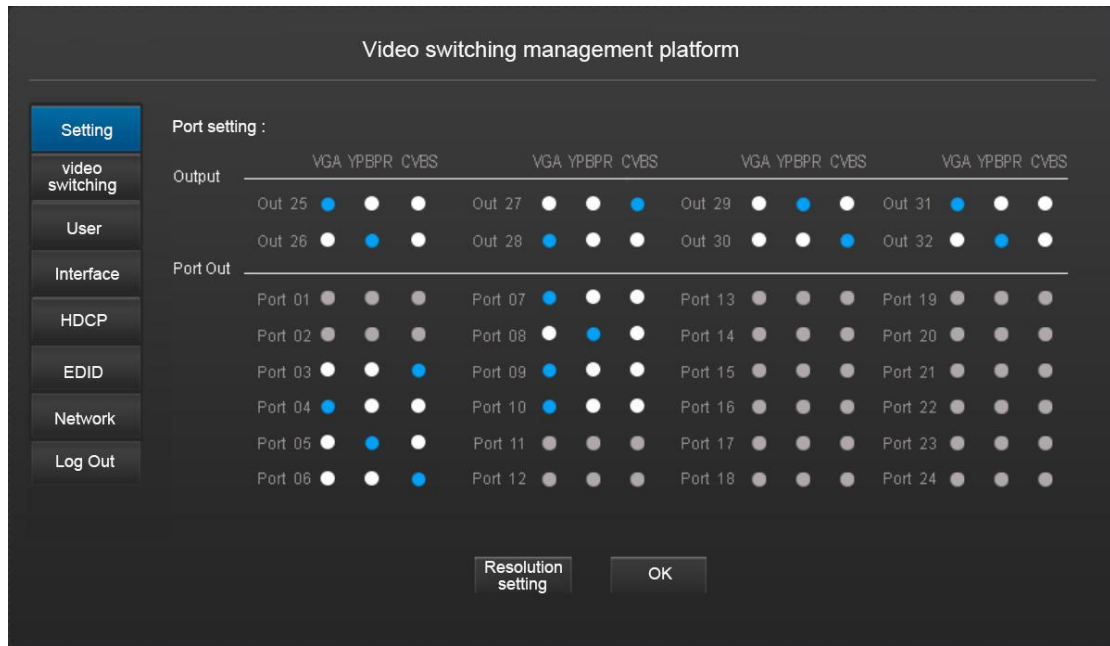 Video switching management platform
Setting
video
switching
User
Interface
HDCP
EDID
Network
Log Out
Port setting :
VGA YPBPR CVBS VGA YPBPR CVBS VGA YPBPR CVBS VGA YPBPR CVBS
Output
Out 25 Out 27 Out 29 Out 31
Out 26 Out 28 Out 30 Out 32
Port Out
Port 01 Port 07 Port 13 Port 19
Port 02 Port 08 Port 14 Port 20
Port 03 Port 09 Port 15 Port 21
Port 04 Port 10 Port 16 Port 22
Port 05 Port 11 Port 17 Port 23
Port 06 Port 12 Port 18 Port 24
Resolution
setting
OK